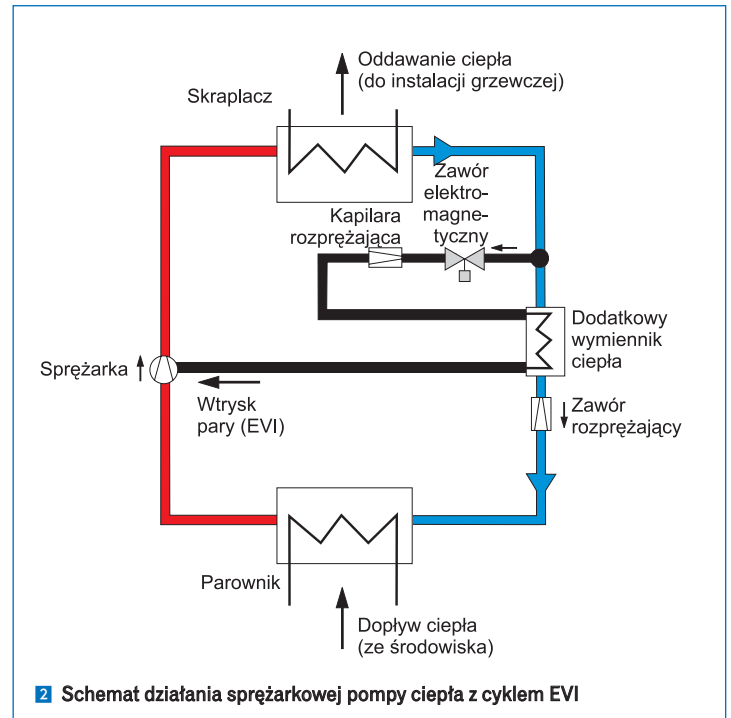 Oddawanie ciepła
(do instalacji grzewczej)
Skraplacz
Zawór
elektro-
magne-
tyczny
Kapilara
rozprężająca
Dodatkowy
wymiennik
ciepła
Sprężarka
Wtrysk
pary (EVI)
Zawór
rozprężający
Parownik
Dopływ ciepła
(ze środowiska)
2 Schemat działania sprężarkowej pompy ciepła z cyklem EVI